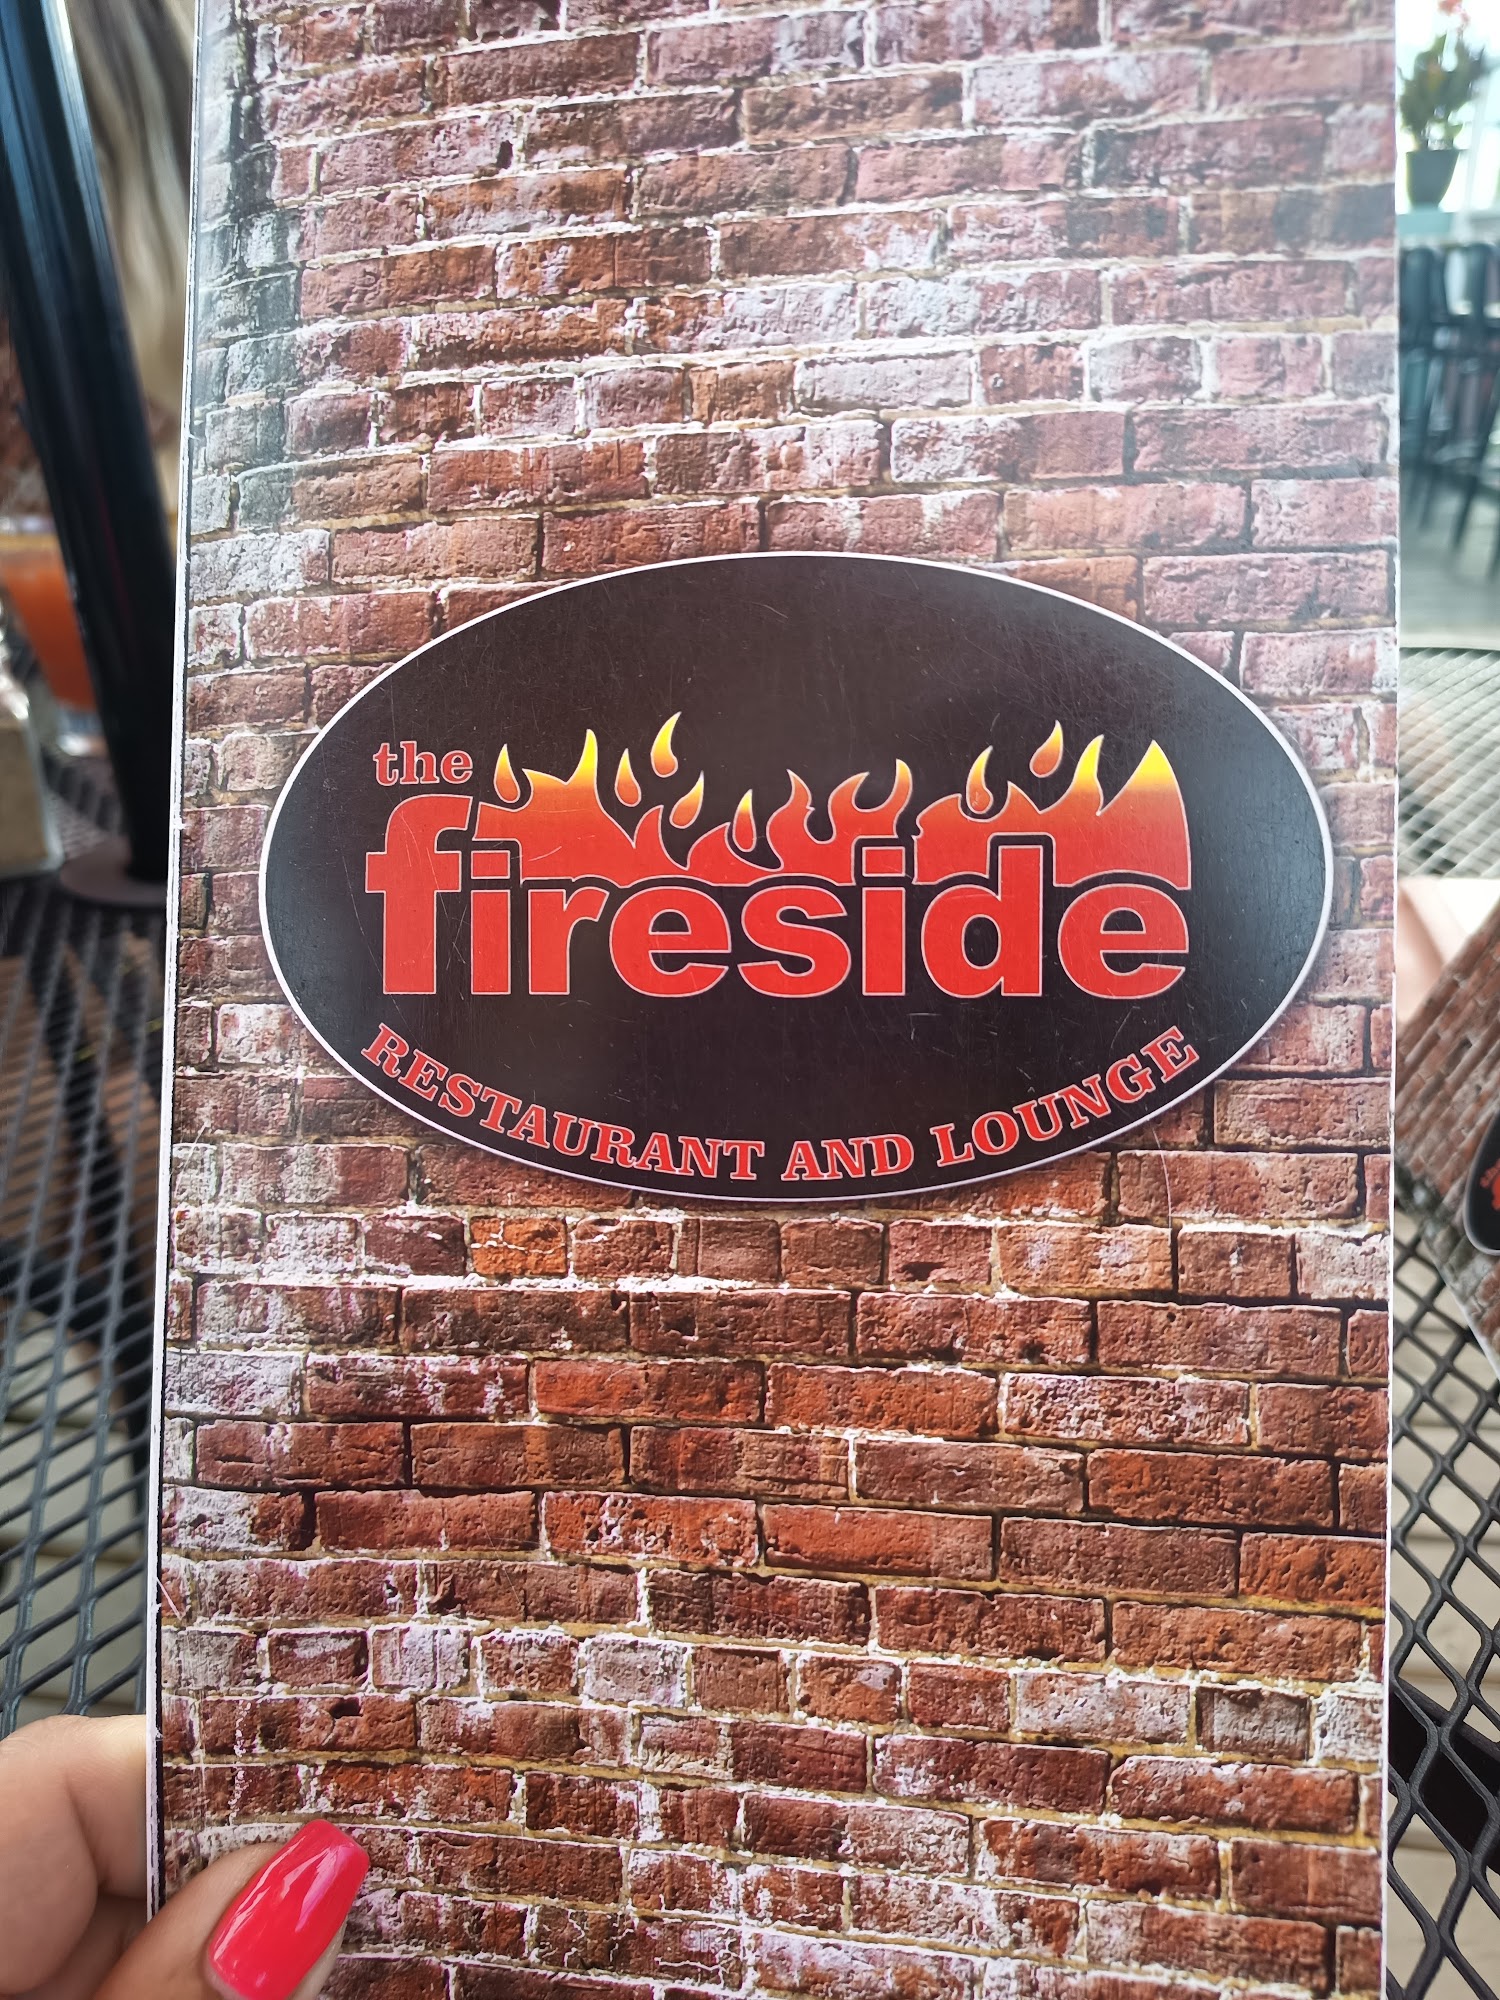 the
fireside
RESTAURANT AND LOUNGE